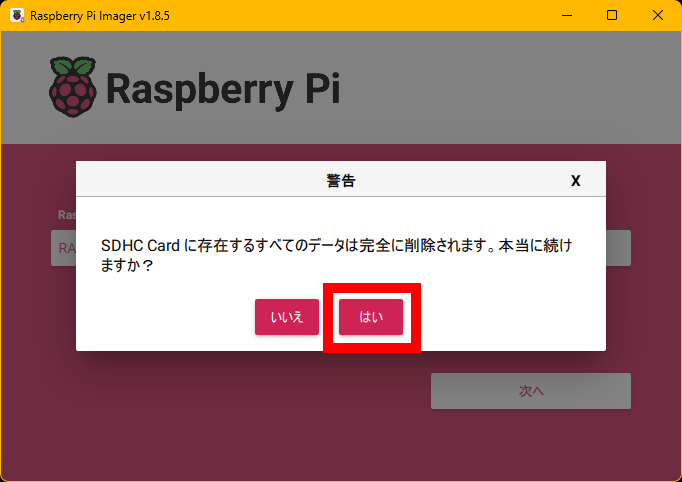 Raspberry Pi Imager v1.8.5
Raspberry Pi
警告
X
Ras
RA
SDHC Card に存在するすべてのデータは完全に削除されます。本当に続け
ますか？
いいえ
はい
次へ